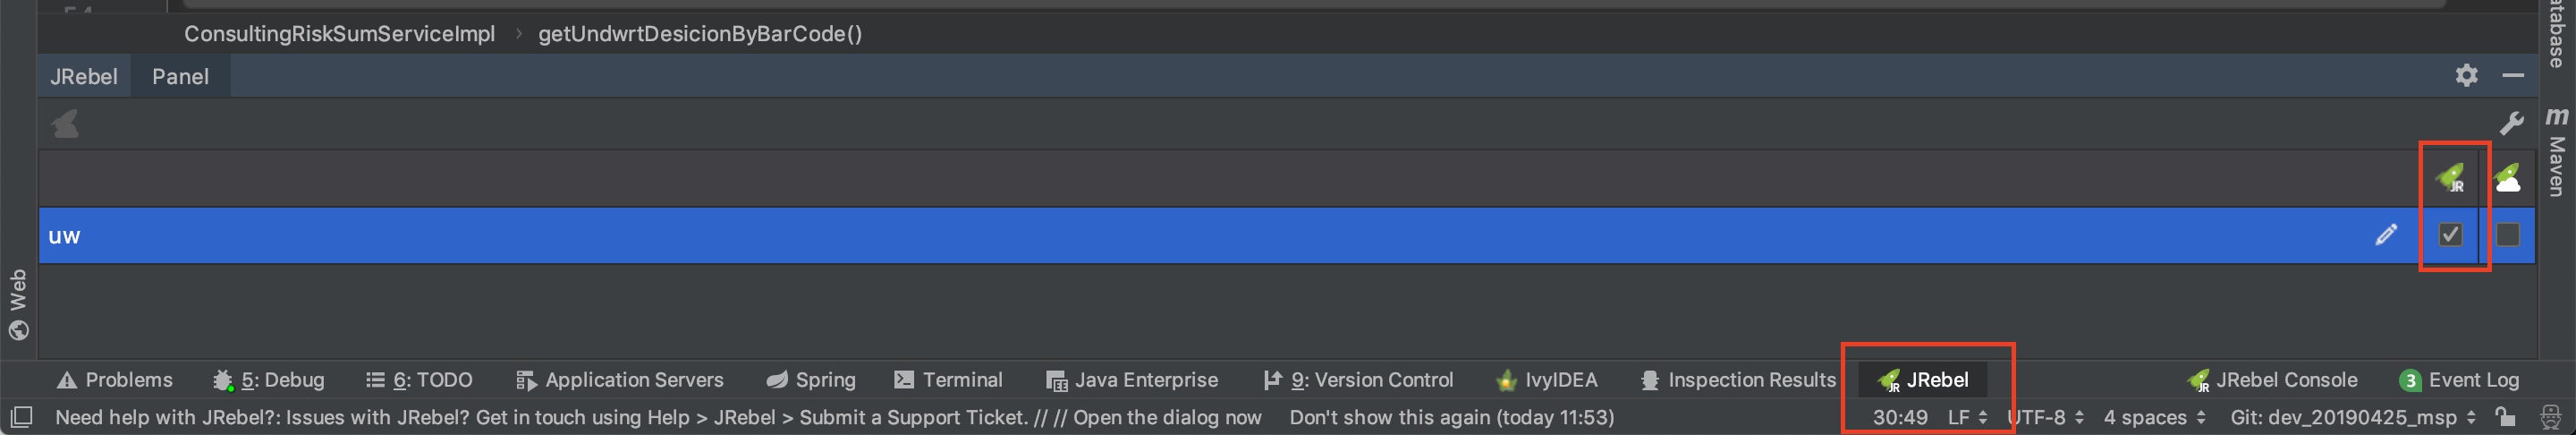 ConsultingRiskSumServiceImpl › getUndwrtDesicionByBarCode()
JRebel Panel
JR
uw
atabase
Maven
Web
Problems 5: Debug 6: TODO Application Servers Spring Terminal Java Enterprise 9: Version Control IvyIDEA Inspection Results JRebel JRebel Console 3 Event Log
Need help with JRebel?: Issues with JRebel? Get in touch using Help > JRebel > Submit a Support Ticket. // // Open the dialog now Don't show this again (today 11:53) 30:49 LF UTF-8 4 spaces Git: dev_20190425_msp